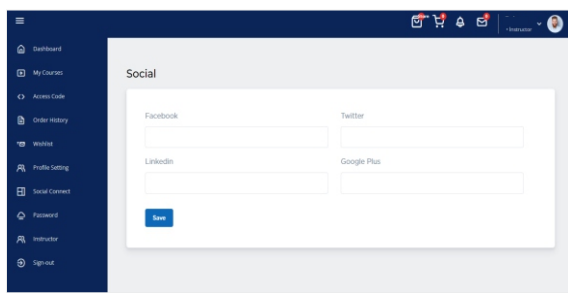 - Instructor
Dashboard
My Courses
Access Code
Order History
Wishlist
Profile Setting
Social Connect
Password
Instructor
Sign-out
Social
Facebook
Twitter
Linkedin
Google Plus
Save